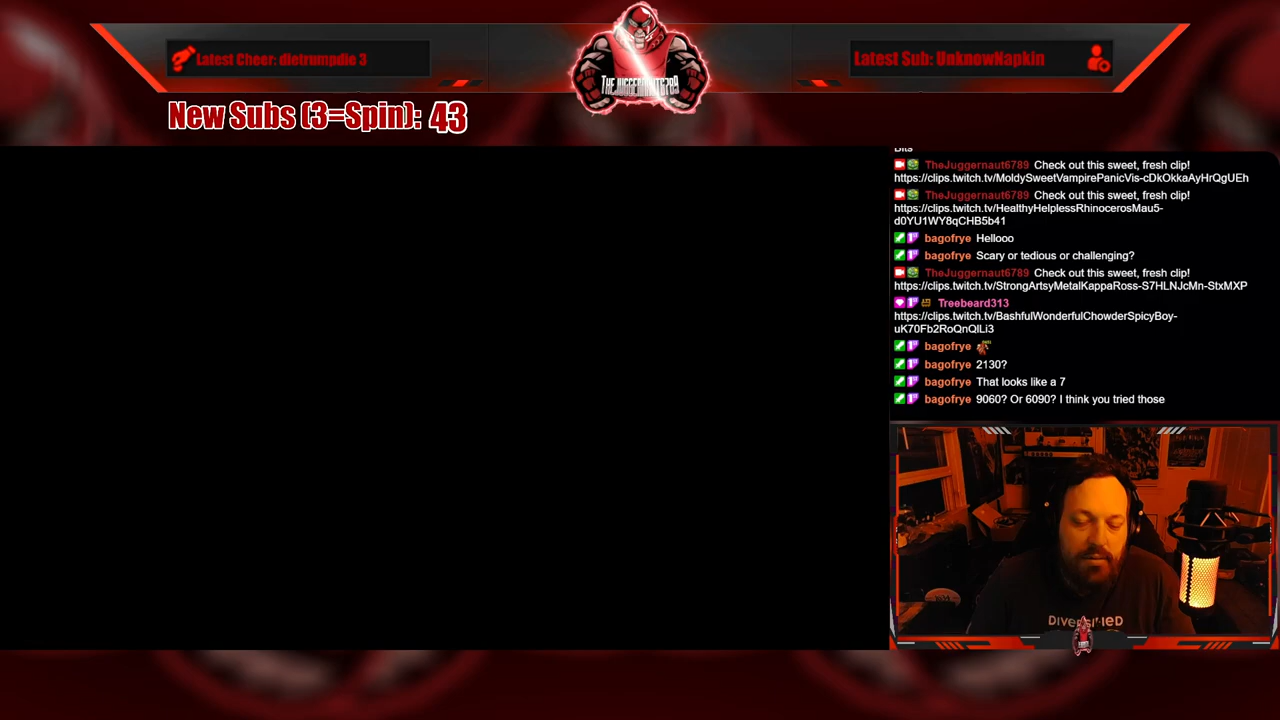 Latest Cheer: dietrumpdie 3
THEJUGGERNAUT6789
Latest Sub: UnknowNapkin
New Subs (3=Spin): 43
Bits
TheJuggernaut6789 Check out this sweet, fresh clip!
https://clips.twitch.tv/MoldySweetVampirePanicVis-cDkOkkaAyHrQgUEh
TheJuggernaut6789 Check out this sweet, fresh clip!
https://clips.twitch.tv/HealthyHelplessRhinocerosMau5-
d0YU1WY8qCHB5b41
bagofrye Hellooo
bagofrye Scary or tedious or challenging?
TheJuggernaut6789 Check out this sweet, fresh clip!
https://clips.twitch.tv/StrongArtsyMetalKappaRoss-S7HLNJcMn-StxMXP
Treebeard313
https://clips.twitch.tv/BashfulWonderfulChowderSpicyBoy-
uK70Fb2RoQnQlLi3
bagofrye
bagofrye 2130?
bagofrye That looks like a 7
bagofrye 9060? Or 6090? I think you tried those
DIVERSIFIED